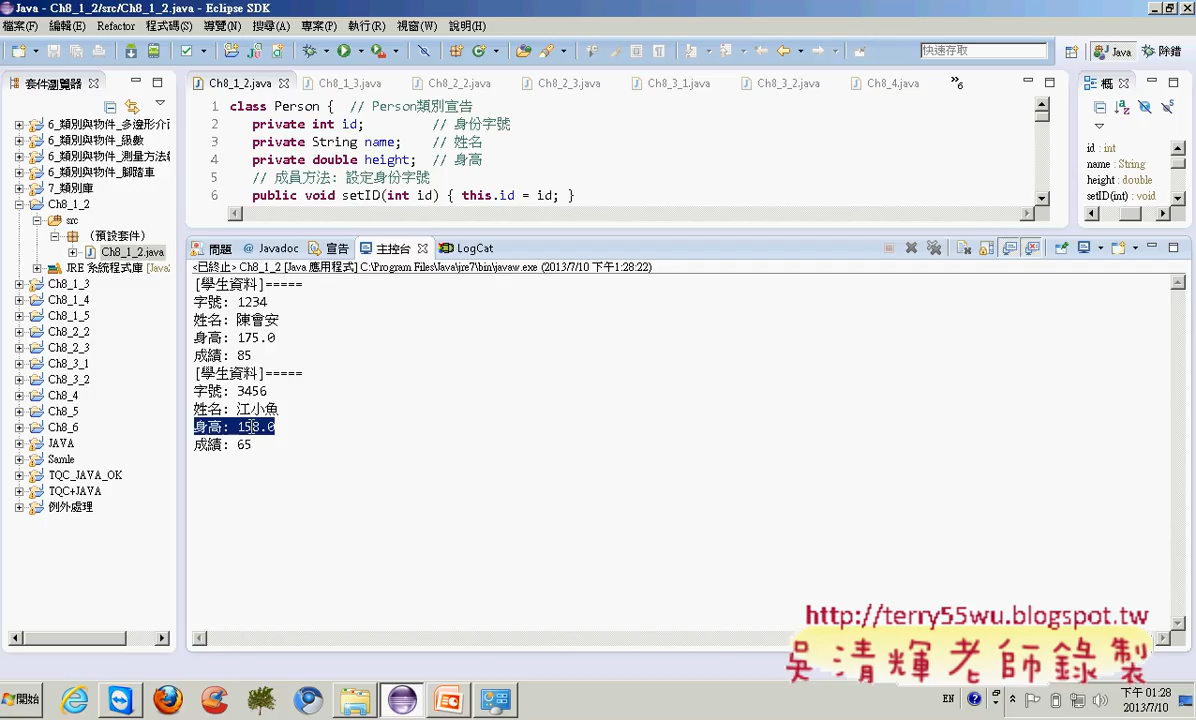 Java - Ch8_1_2/src/Ch8_1_2.java - Eclipse SDK
檔案(F) 編輯(E) Refactor 程式碼(S) 導覽(N) 搜尋(A) 專案(P) 執行(R) 視窗(W) 說明(H)
快速存取 Java 除錯
套件瀏覽器
6_類別與物件_多邊形介面
6_類別與物件_級數
6_類別與物件_測量方法
6_類別與物件_腳踏車
7_類別庫
Ch8_1_2
src
(預設套件)
Ch8_1_2.java
JRE 系統程式庫 [Java
Ch8_1_3
Ch8_1_4
Ch8_1_5
Ch8_2_2
Ch8_2_3
Ch8_3_1
Ch8_3_2
Ch8_4
Ch8_5
Ch8_6
JAVA
Samle
TQC_JAVA_OK
TQC+JAVA
例外處理
Ch8_1_2.java Ch8_1_3.java Ch8_2_2.java Ch8_2_3.java Ch8_3_1.java Ch8_3_2.java Ch8_4.java »6
1 class Person { // Person類別宣告
2 private int id; // 身份字號
3 private String name; // 姓名
4 private double height; // 身高
5 // 成員方法: 設定身份字號
6 public void setID(int id) { this.id = id; }
概
id : int
name : String
height : double
setID(int) : void
問題 @ Javadoc 宣告 主控台 LogCat
<已終止> Ch8_1_2 [Java 應用程式] C:\Program Files\Java\jre7\bin\javaw.exe (2013/7/10 下午1:28:22)
[學生資料]=====
字號: 1234
姓名: 陳會安
身高: 175.0
成績: 85
[學生資料]=====
字號: 3456
姓名: 江小魚
身高: 158.0
成績: 65
http://terry55wu.blogspot.tw
吳清輝老師錄製
開始
EN
下午 01:28
2013/7/10